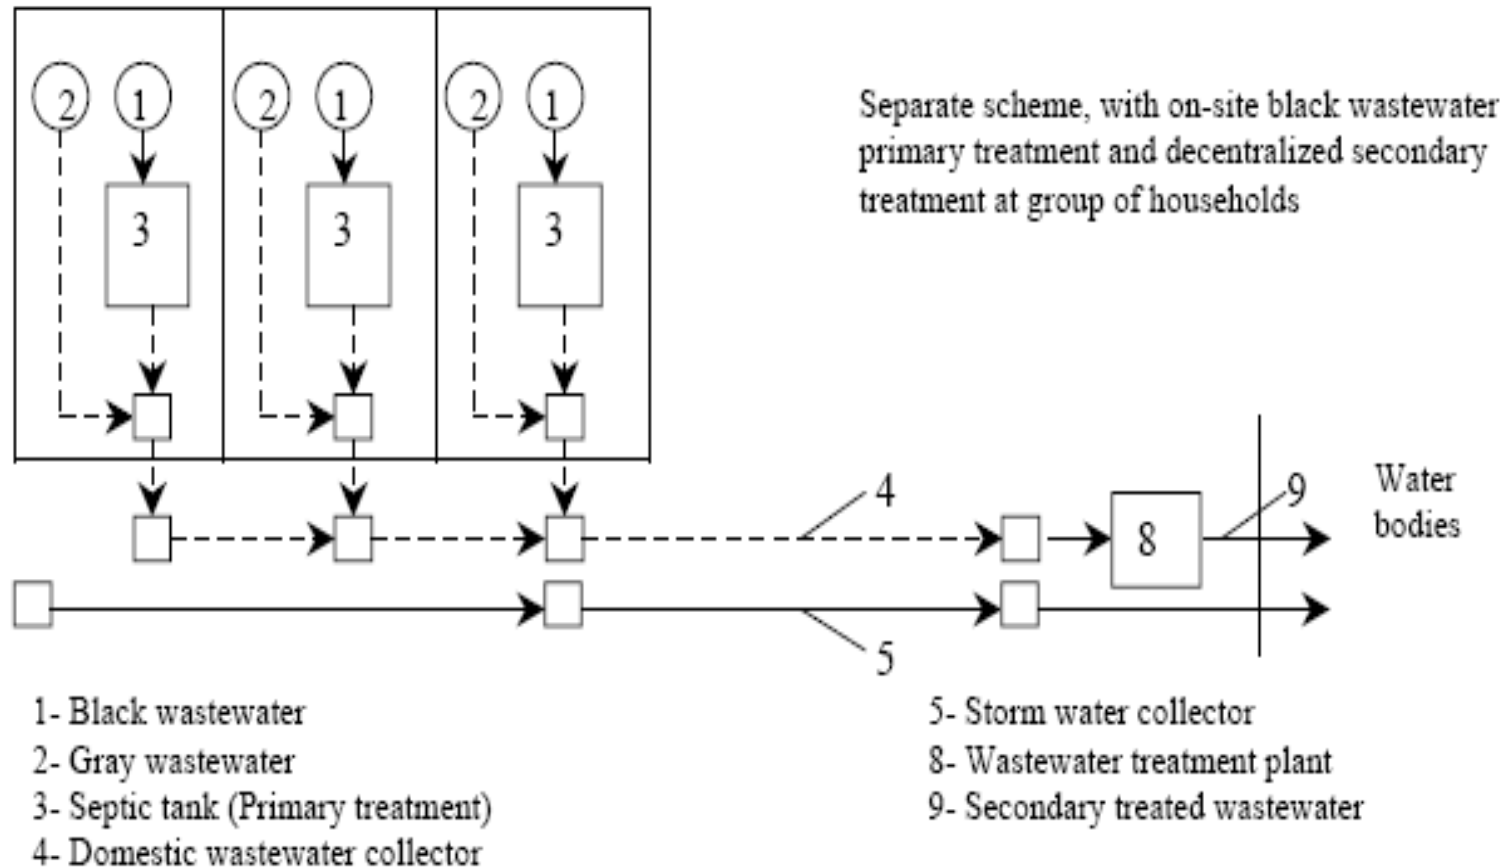 2 1 2 1 2 1
Separate scheme, with on-site black wastewater
primary treatment and decentralized secondary
treatment at group of households
3 3 3
4
9
Water
bodies
8
5
1- Black wastewater
2- Gray wastewater
3- Septic tank (Primary treatment)
4- Domestic wastewater collector
5- Storm water collector
8- Wastewater treatment plant
9- Secondary treated wastewater